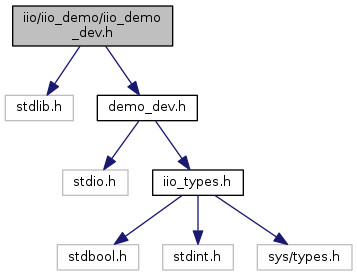 iio/iio_demo/iio_demo
_dev.h
stdlib.h
demo_dev.h
stdio.h
iio_types.h
stdbool.h
stdint.h
sys/types.h